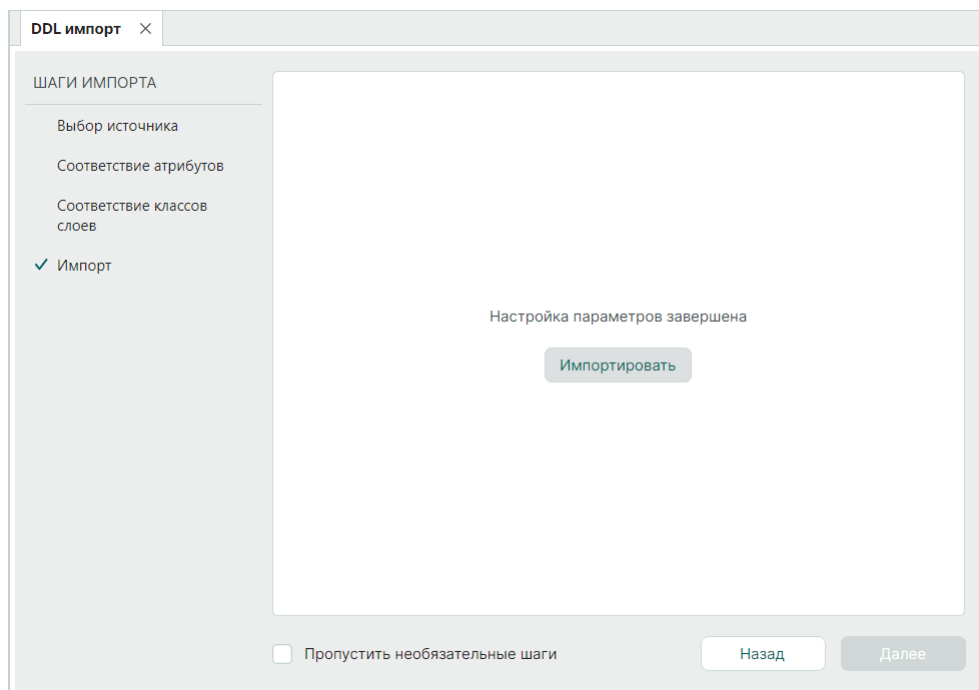 DDL импорт
ШАГИ ИМПОРТА
Выбор источника
Соответствие атрибутов
Соответствие классов
слоев
Импорт
Настройка параметров завершена
Импортировать
Пропустить необязательные шаги
Назад
Далее